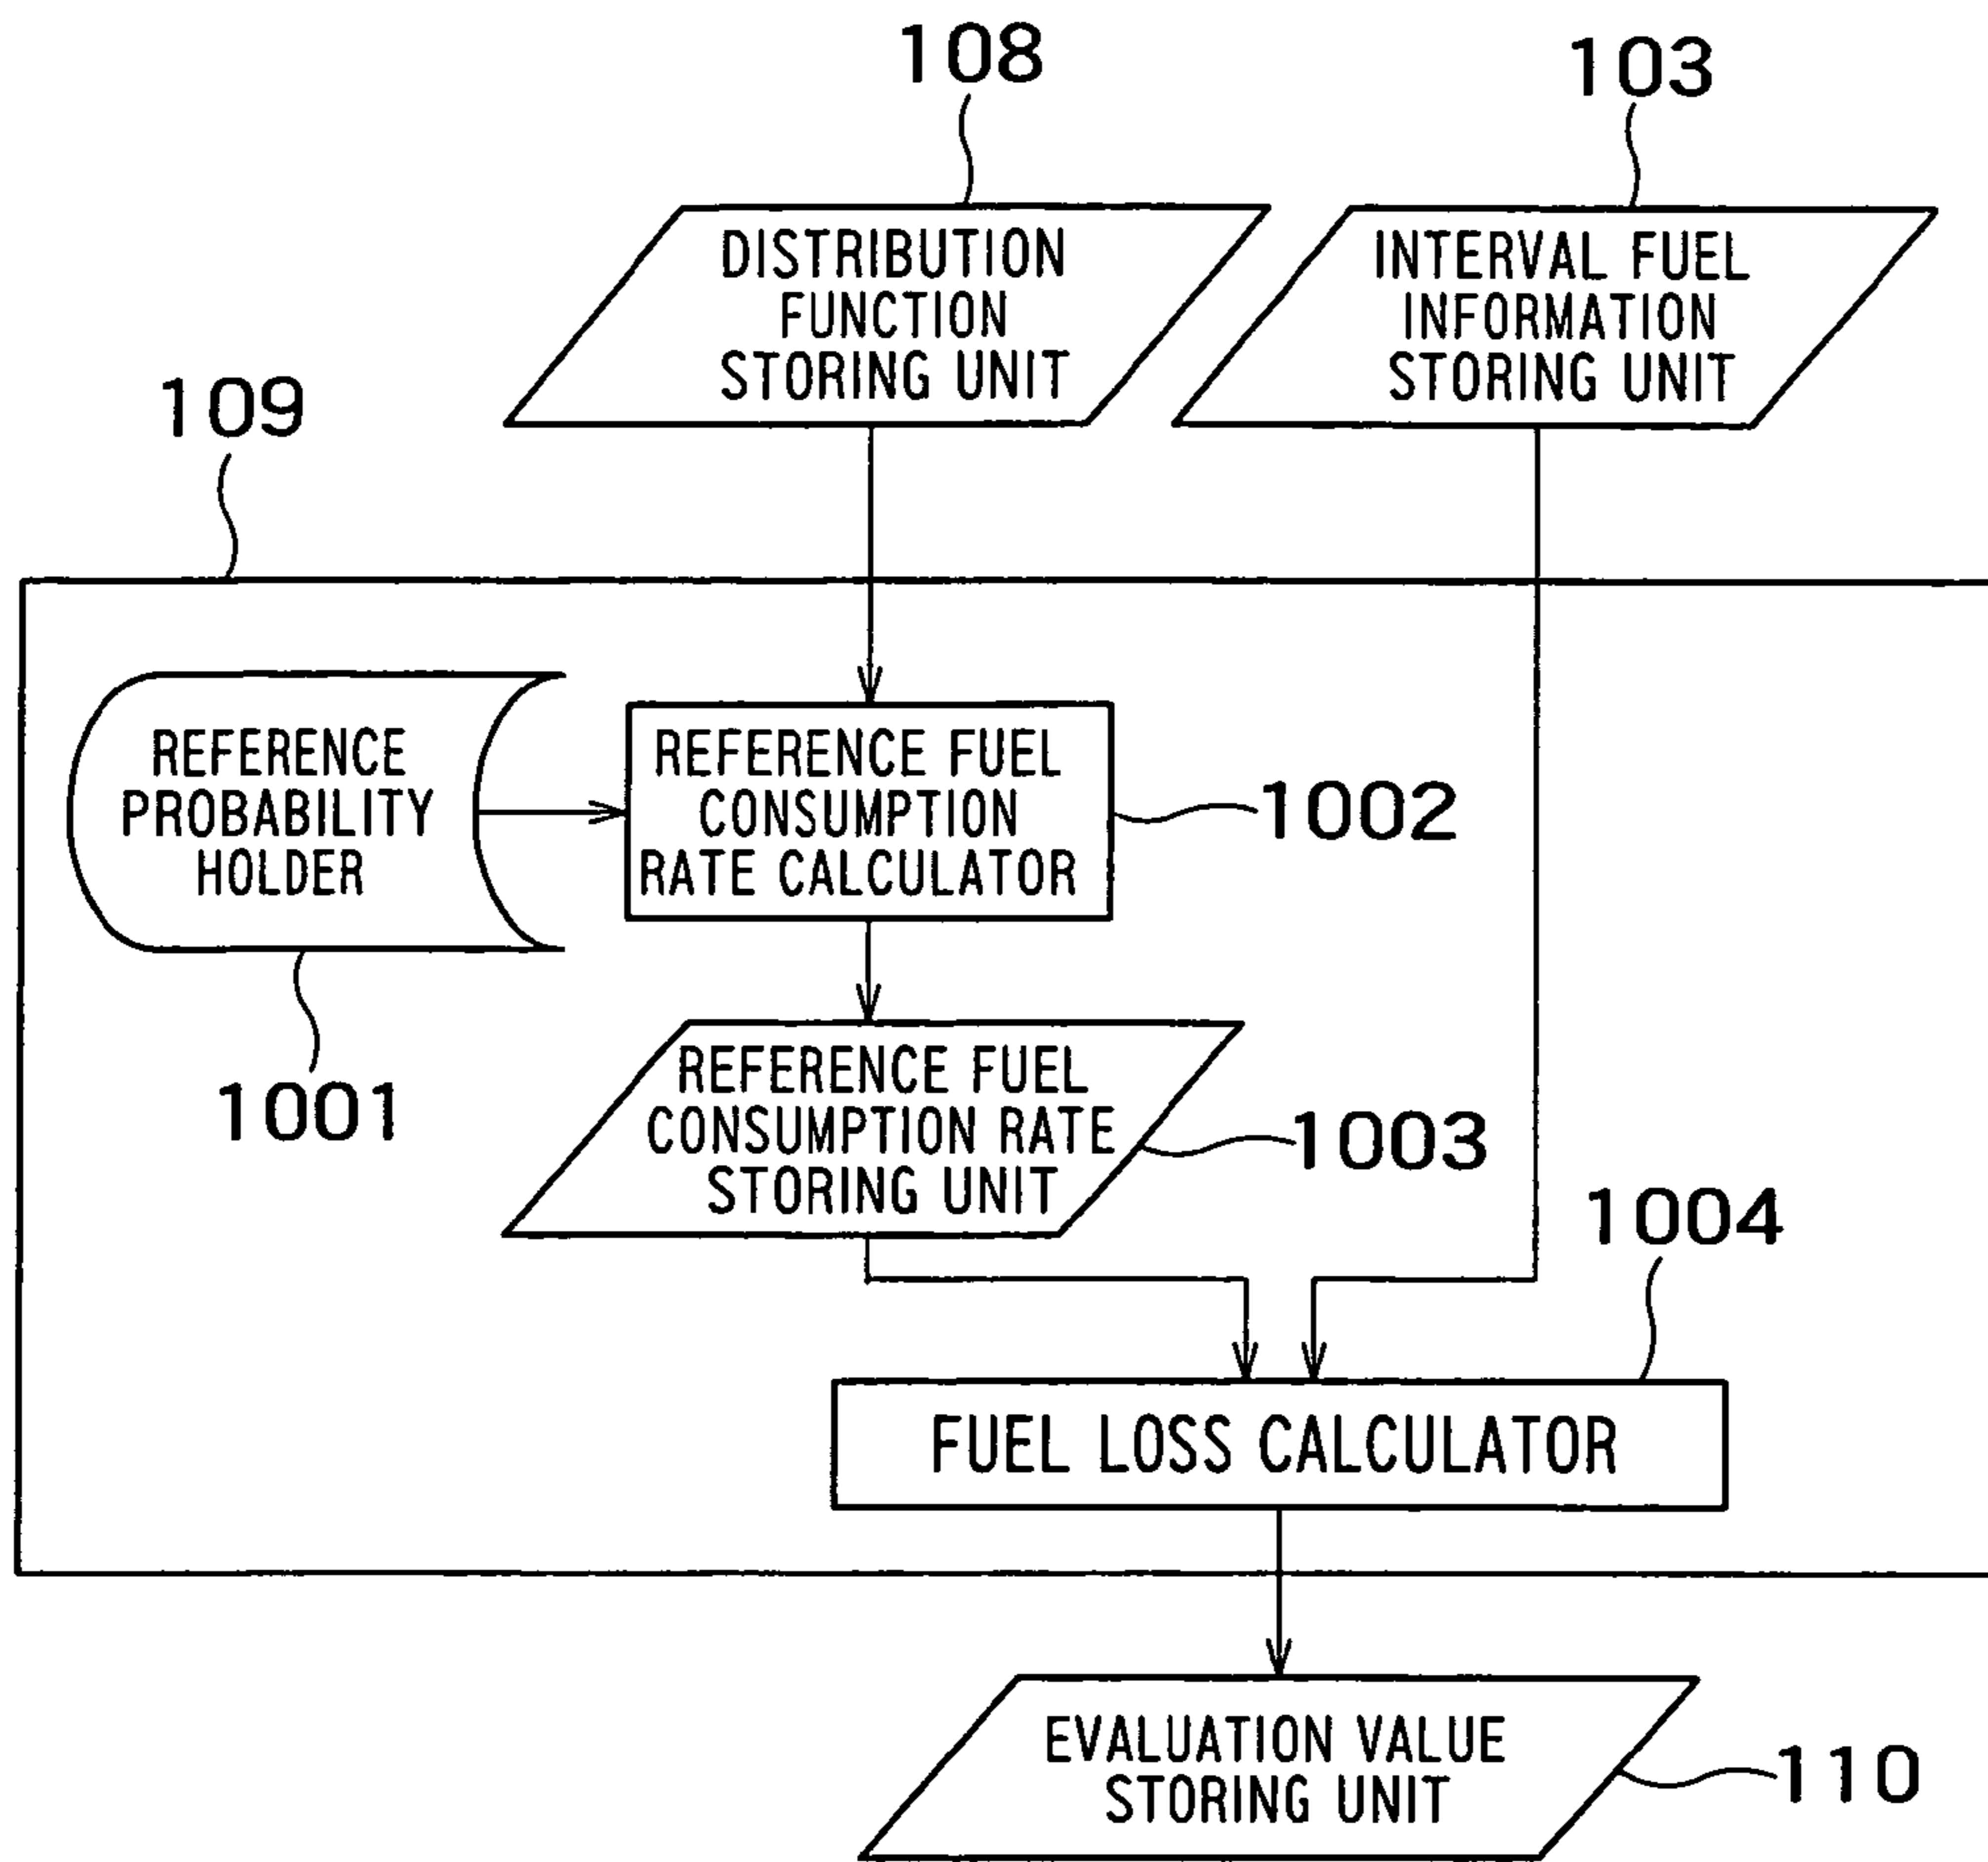 108
103
DISTRIBUTION
FUNCTION
STORING UNIT
INTERVAL FUEL
INFORMATION
STORING UNIT
109
REFERENCE
PROBABILITY
HOLDER
REFERENCE FUEL
CONSUMPTION
RATE CALCULATOR
1002
1001
REFERENCE FUEL
CONSUMPTION RATE
STORING UNIT
1003
1004
FUEL LOSS CALCULATOR
EVALUATION VALUE
STORING UNIT
110